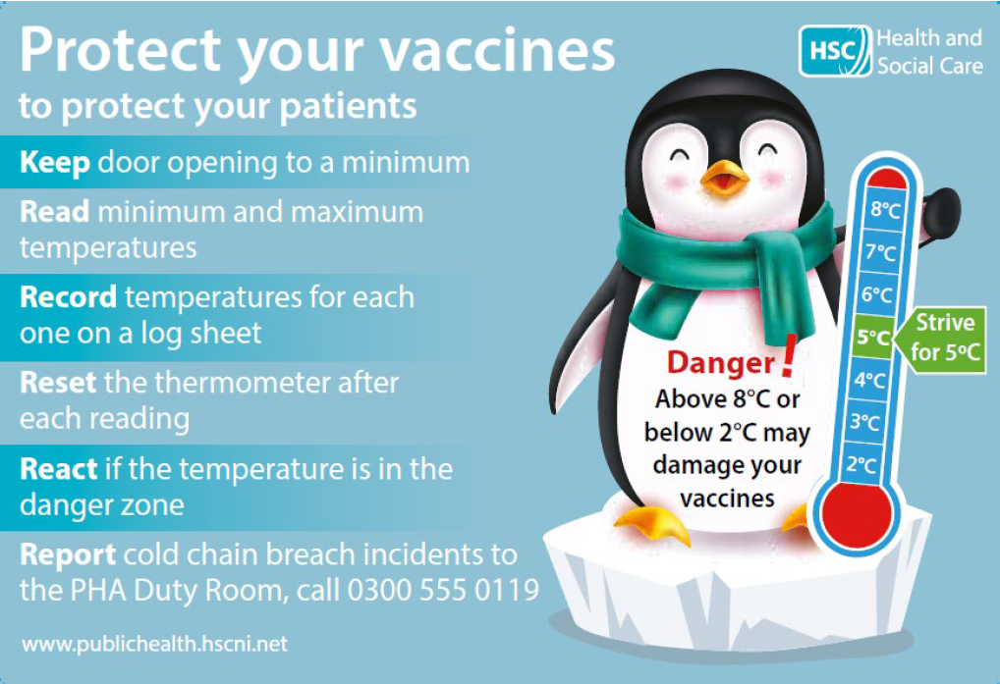 Protect your vaccines
to protect your patients
Keep door opening to a minimum
Read minimum and maximum
temperatures
Record temperatures for each
one on a log sheet
Reset the thermometer after
each reading
React if the temperature is in the
danger zone
Report cold chain breach incidents to
the PHA Duty Room, call 0300 555 0119
www.publichealth.hscni.net
HSC Health and
Social Care
Danger!
Above 8°C or
below 2°C may
damage your
vaccines
8°C
7°C
6°C
5°C
4°C
3°C
2°C
Strive
for 5ºC